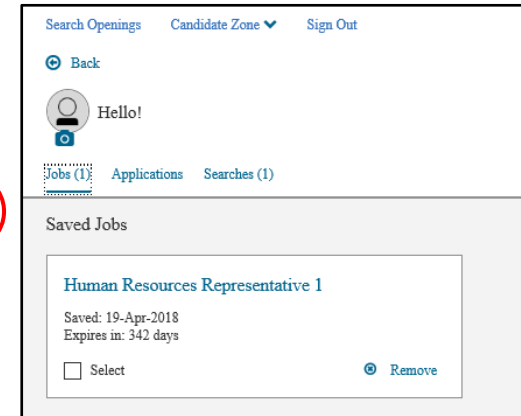 Search Openings Candidate Zone Sign Out
Back
Hello!
Jobs (1) Applications Searches (1)
Saved Jobs
Human Resources Representative 1
Saved: 19-Apr-2018
Expires in: 342 days
Select Remove